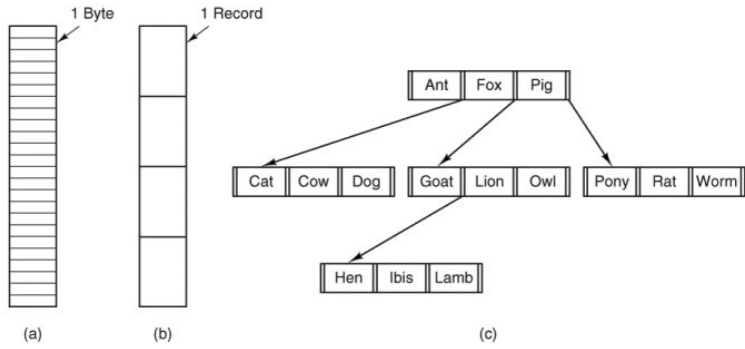 1 Byte 1 Record
Ant Fox Pig
Cat Cow Dog Goat Lion Owl Pony Rat Worm
Hen Ibis Lamb
(a) (b) (c)